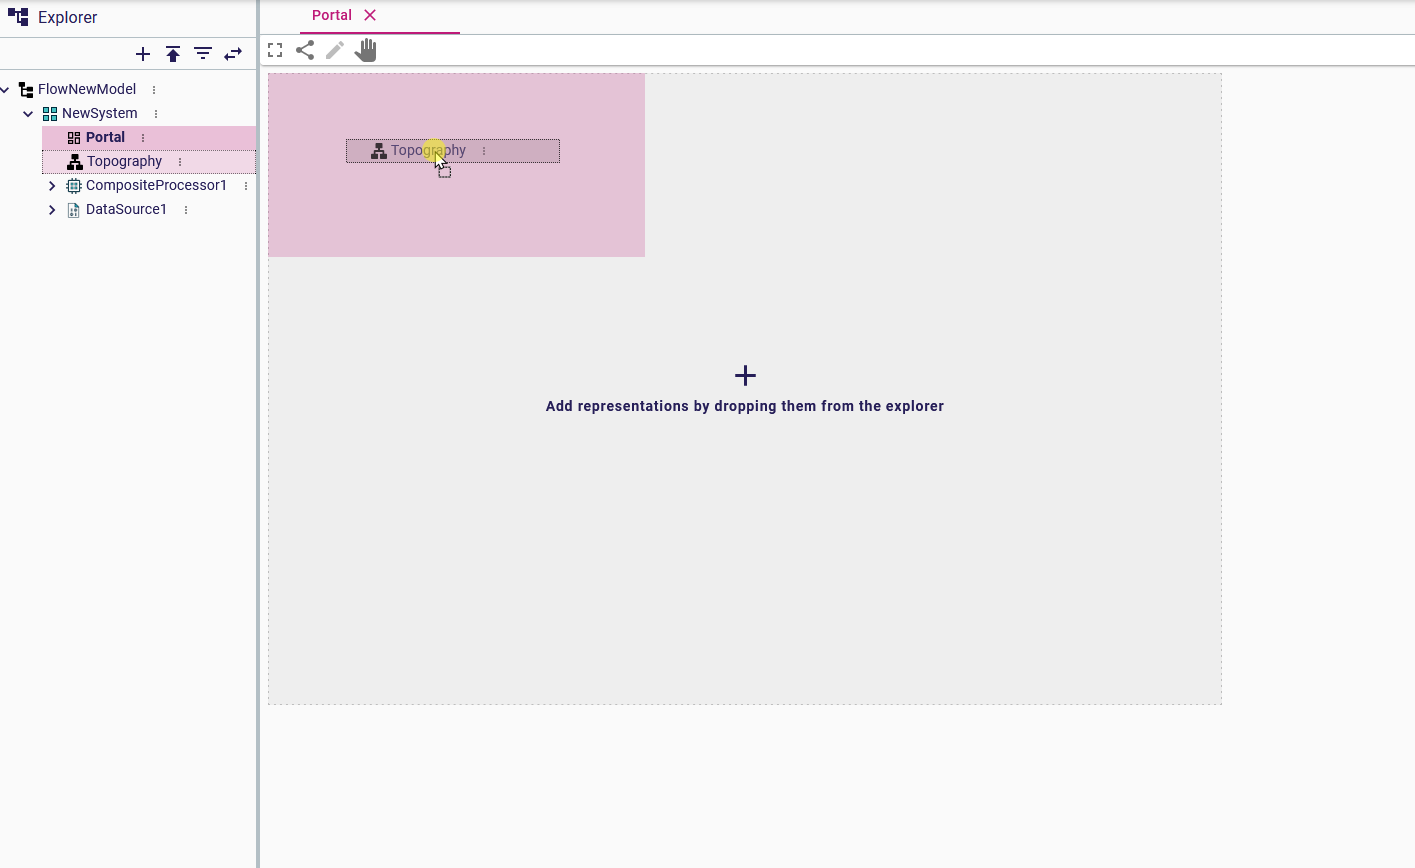 Explorer
Portal
FlowNewModel
NewSystem
Portal
Topography
CompositeProcessor1
DataSource1
Topography
Add representations by dropping them from the explorer